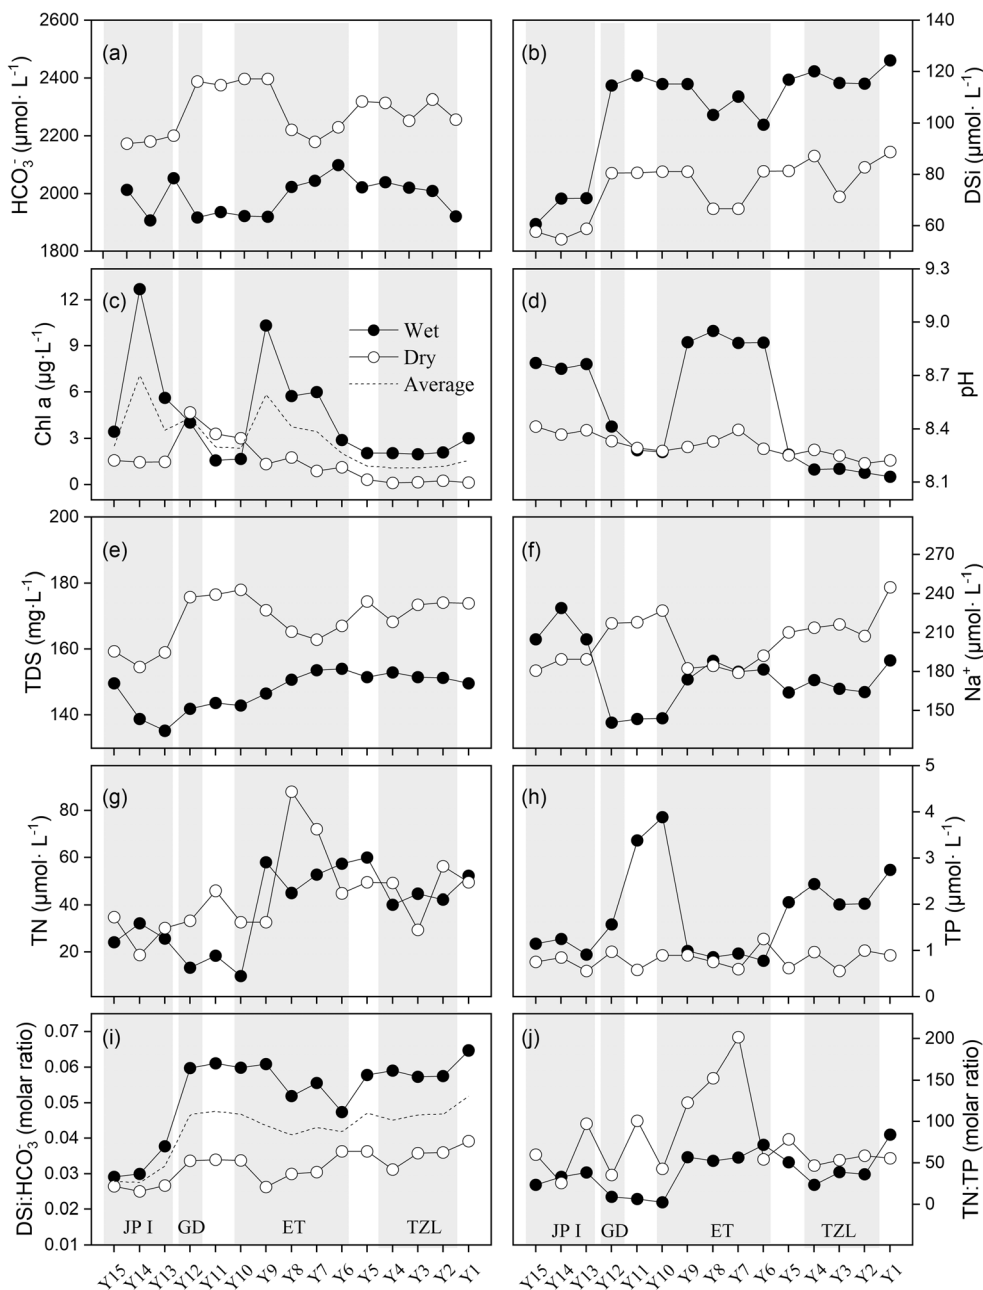 (a)
2600
2400
2200
2000
1800
HCO₃⁻ (μmol· L⁻¹)
(b)
140
120
100
80
60
DSi (μmol· L⁻¹)
(c)
12
9
6
3
0
Chl a (μg·L⁻¹)
Wet
Dry
Average
(d)
9.3
9.0
8.7
8.4
8.1
pH
(e)
200
180
160
140
TDS (mg·L⁻¹)
(f)
270
240
210
180
150
Na⁺ (μmol· L⁻¹)
(g)
80
60
40
20
TN (μmol· L⁻¹)
(h)
5
4
3
2
1
0
TP (μmol· L⁻¹)
(i)
0.07
0.06
0.05
0.04
0.03
0.02
0.01
DSi:HCO₃⁻ (molar ratio)
JP I GD ET TZL
Y15 Y14 Y13 Y12 Y11 Y10 Y9 Y8 Y7 Y6 Y5 Y4 Y3 Y2 Y1
(j)
200
150
100
50
0
TN:TP (molar ratio)
JP I GD ET TZL
Y15 Y14 Y13 Y12 Y11 Y10 Y9 Y8 Y7 Y6 Y5 Y4 Y3 Y2 Y1